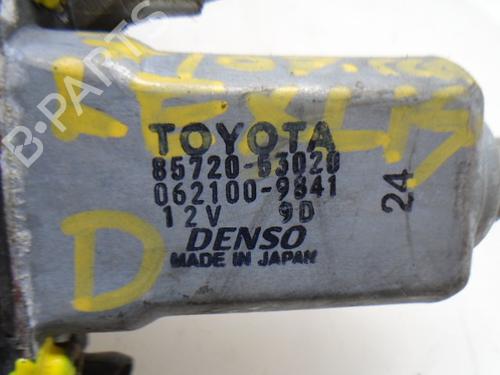 TOYOTA
85720-53020
062100-9841
12V 9D
DENSO
MADE IN JAPAN
24
D
B-PARTS